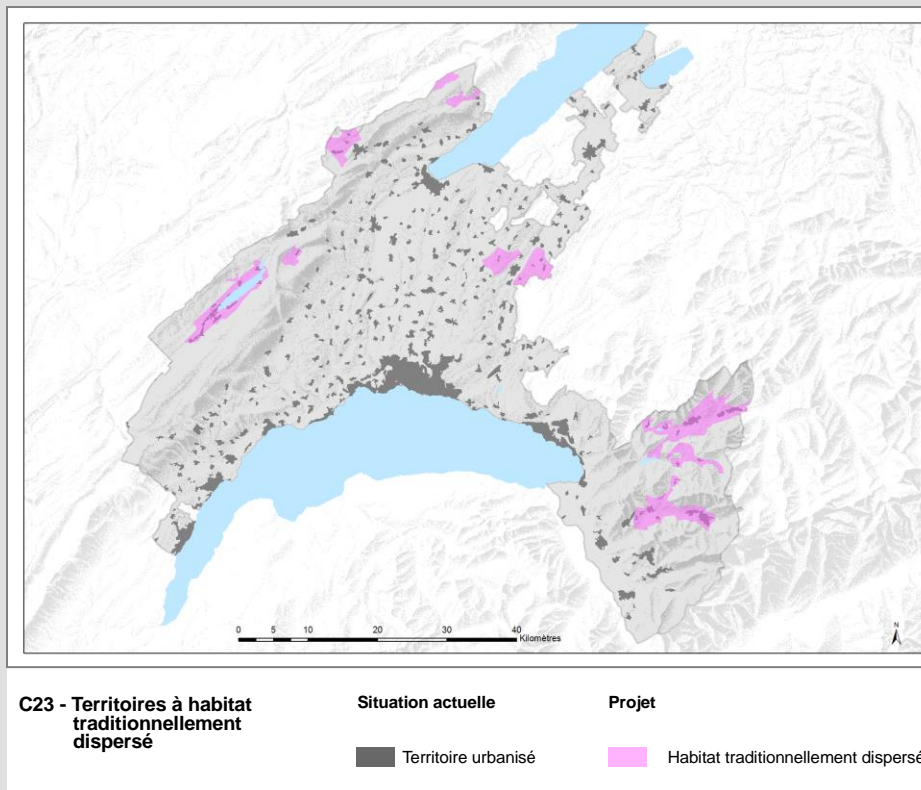 0 5 10 20 30 40
Kilomètres
N
C23 - Territoires à habitat
traditionnellement
dispersé
Situation actuelle
Territoire urbanisé
Projet
Habitat traditionnellement dispersé